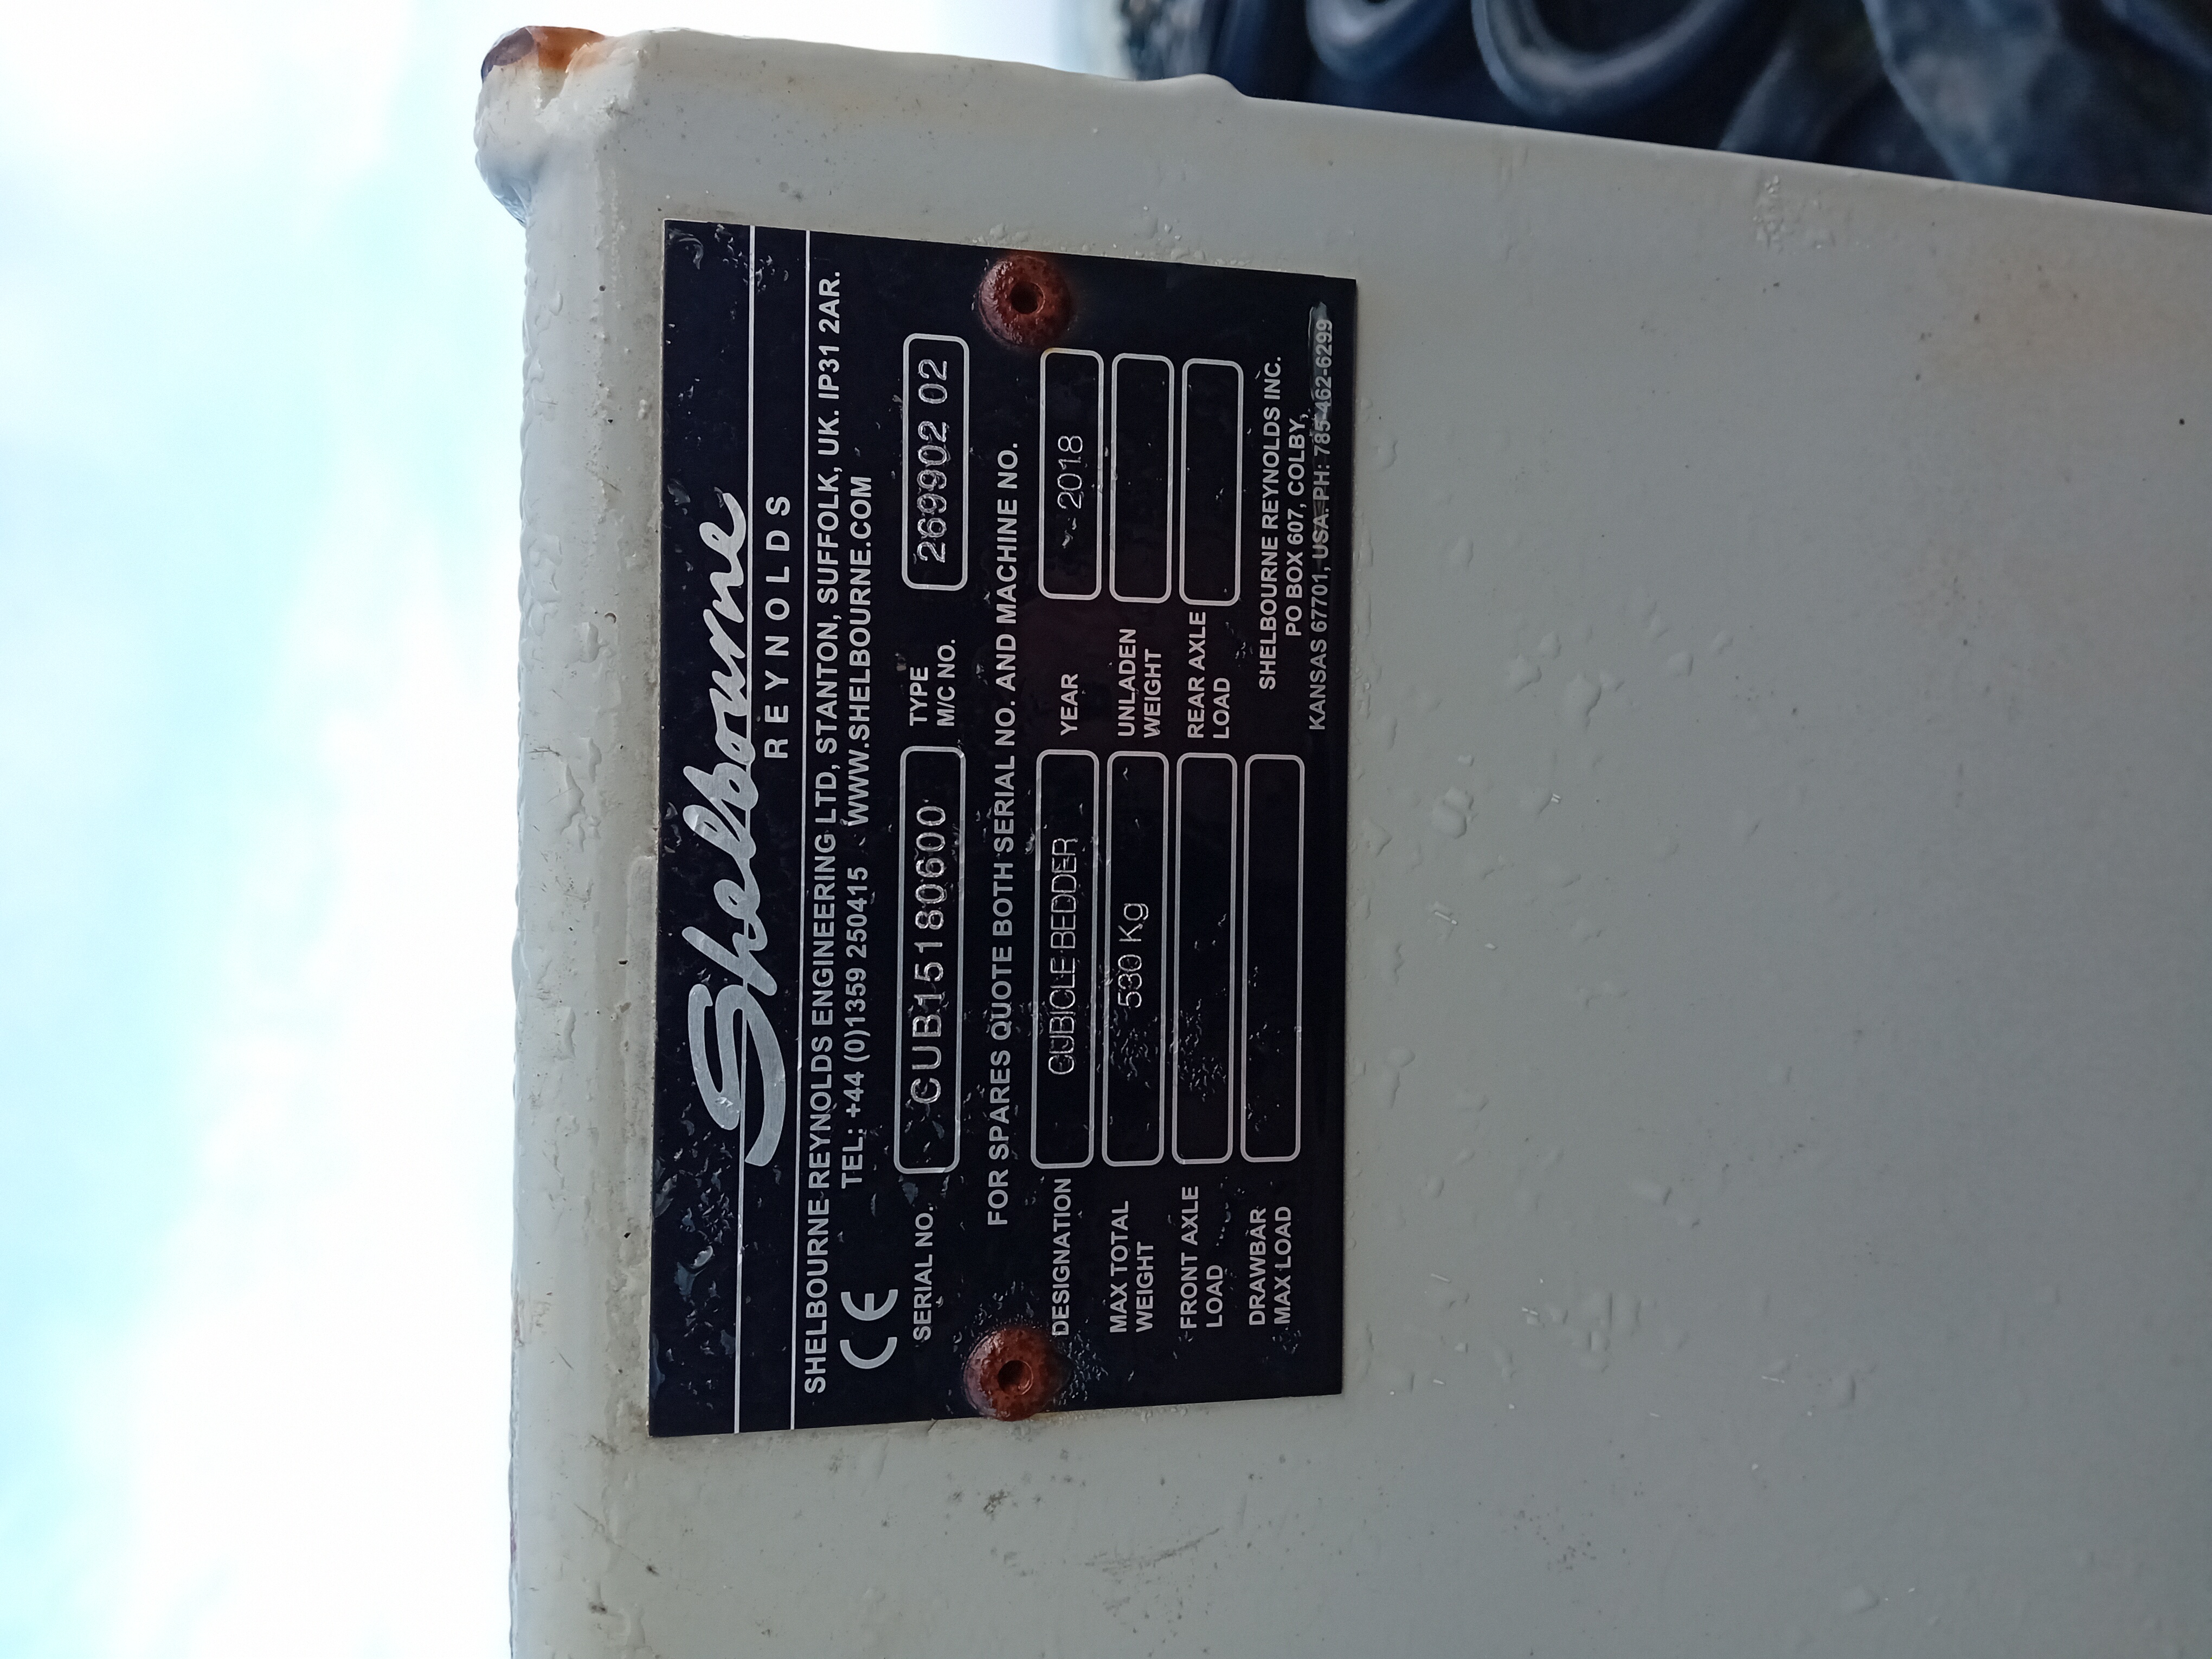 Shelbourne
REYNOLDS
SHELBOURNE REYNOLDS ENGINEERING LTD, STANTON, SUFFOLK, UK. IP31 2AR.
CE TEL: +44 (0)1359 250415 WWW.SHELBOURNE.COM
SERIAL NO. CUB15180600 TYPE M/C NO. 269902 02
FOR SPARES QUOTE BOTH SERIAL NO. AND MACHINE NO.
DESIGNATION CUBICLE BEDDER YEAR 2018
MAX TOTAL WEIGHT 530 Kg UNLADEN WEIGHT
FRONT AXLE LOAD REAR AXLE LOAD
DRAWBAR MAX LOAD
SHELBOURNE REYNOLDS INC.
PO BOX 607, COLBY,
KANSAS 67701, USA. PH: 785-462-6299